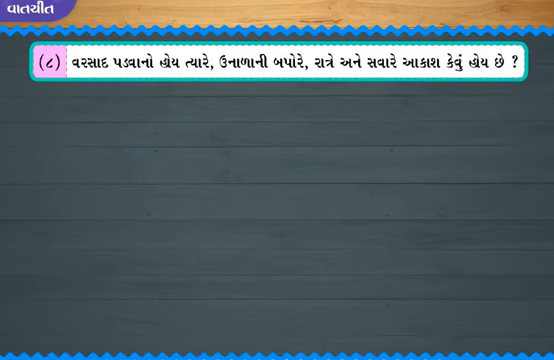 વાતચીત
(૮) વરસાદ પડવાનો હોય ત્યારે, ઉનાળાની બપોરે, રાત્રે અને સવારે આકાશ કેવું હોય છે ?